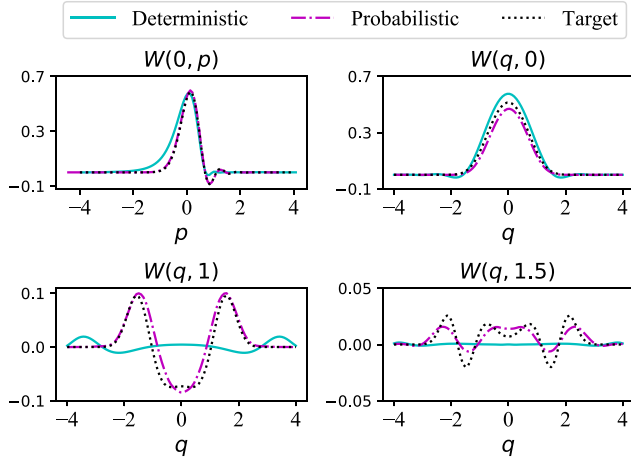 Deterministic Probabilistic Target
W(0, p) W(q, 0)
0.7 0.7
0.3 0.3
−0.1 −0.1
−4 −2 0 2 4 −4 −2 0 2 4
p q
W(q, 1) W(q, 1.5)
0.1 0.05
0.0 0.00
−0.1 −0.05
−4 −2 0 2 4 −4 −2 0 2 4
q q